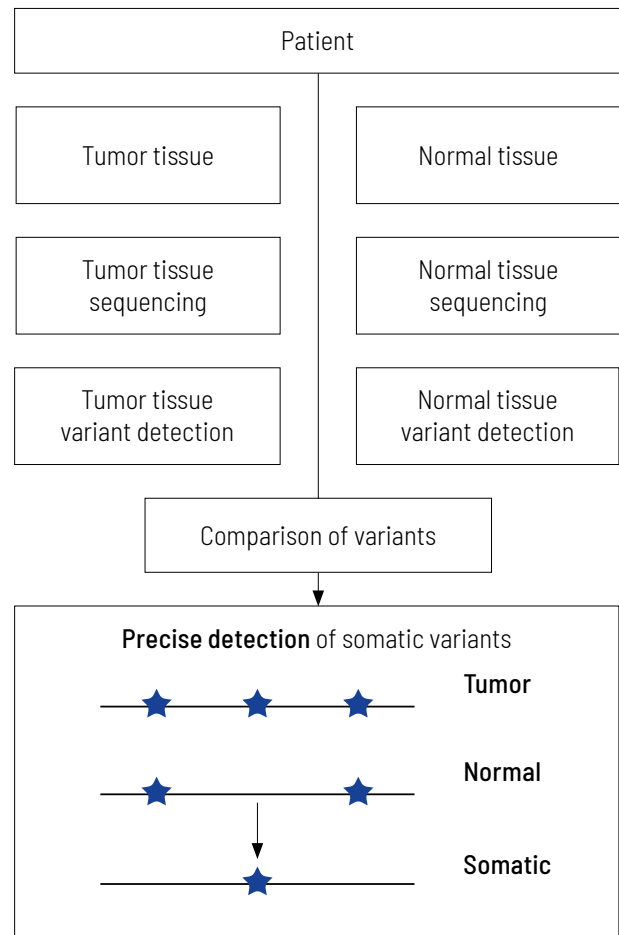 Patient
Tumor tissue
Normal tissue
Tumor tissue
sequencing
Normal tissue
sequencing
Tumor tissue
variant detection
Normal tissue
variant detection
Comparison of variants
Precise detection of somatic variants
Tumor
Normal
Somatic